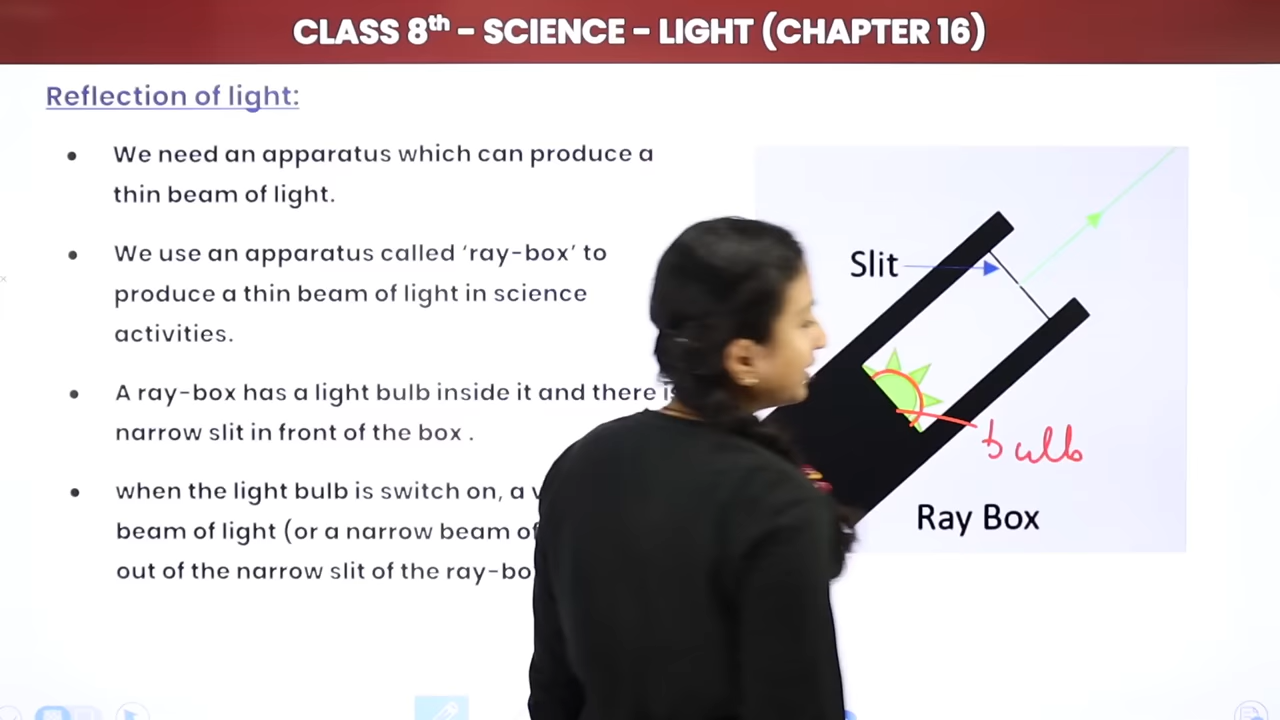 CLASS 8th – SCIENCE – LIGHT (CHAPTER 16)
Reflection of light:
• We need an apparatus which can produce a
thin beam of light.
• We use an apparatus called ‘ray-box’ to
produce a thin beam of light in science
activities.
• A ray-box has a light bulb inside it and there
narrow slit in front of the box .
• when the light bulb is switch on, a
beam of light (or a narrow beam of
out of the narrow slit of the
Slit
bulb
Ray Box